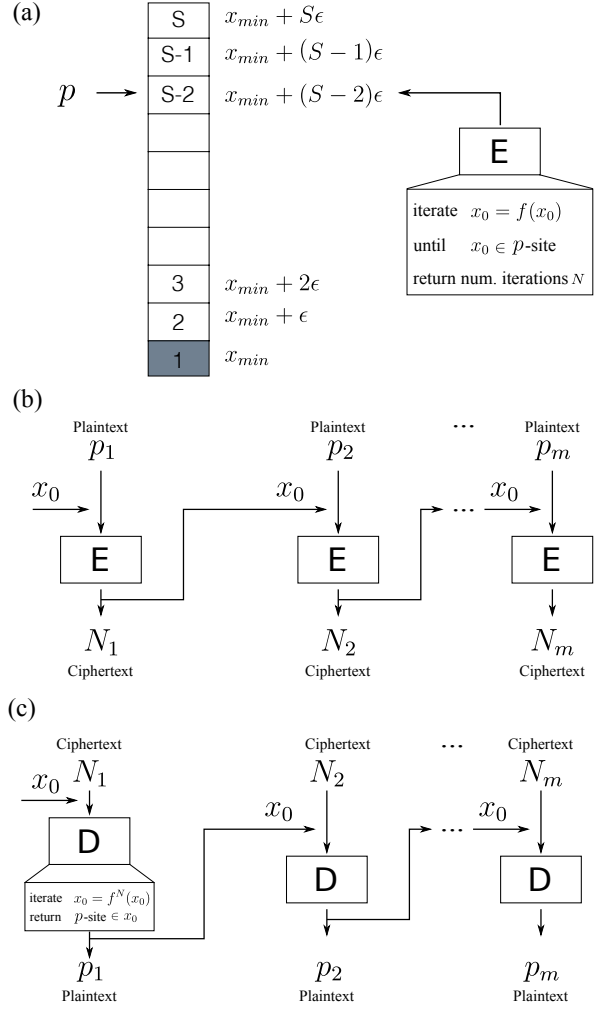 (a)
S x_min + Sϵ
S-1 x_min + (S − 1)ϵ
p S-2 x_min + (S − 2)ϵ
E
iterate x_0 = f(x_0)
until x_0 ∈ p-site
return num. iterations N
3 x_min + 2ϵ
2 x_min + ϵ
1 x_min
(b)
Plaintext Plaintext ... Plaintext
p_1 p_2 p_m
x_0 x_0 ... x_0
E E E
N_1 N_2 N_m
Ciphertext Ciphertext Ciphertext
(c)
Ciphertext Ciphertext ... Ciphertext
N_1 N_2 N_m
x_0 x_0 ... x_0
D D D
iterate x_0 = f^N(x_0)
return p-site ∈ x_0
p_1 p_2 p_m
Plaintext Plaintext Plaintext